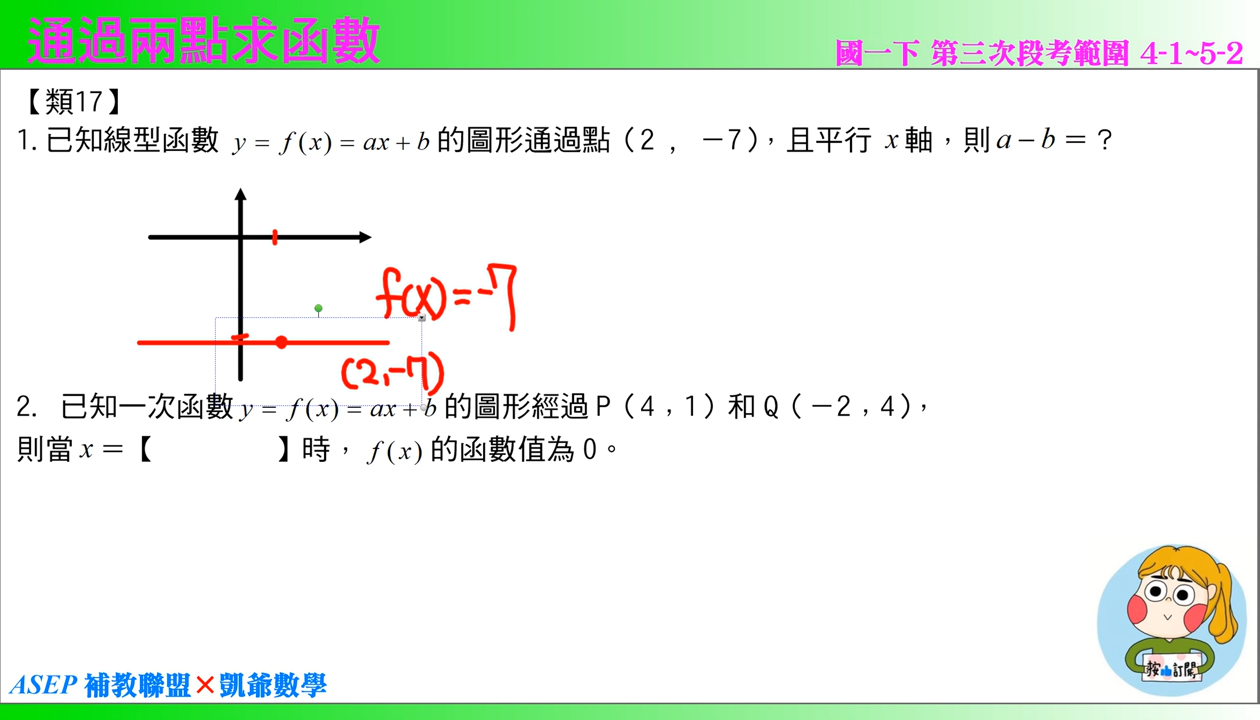 通過兩點求函數
國一下 第三次段考範圍 4-1~5-2
【類17】
1. 已知線型函數 y = f(x) = ax + b 的圖形通過點（2 , －7），且平行 x 軸，則 a − b ＝？
f(x)=-7
(2,-7)
2. 已知一次函數 y = f(x) = ax + b 的圖形經過 P（4，1）和 Q（－2，4），
則當 x ＝【 】時， f(x) 的函數值為 0。
按 訂閱
ASEP 補教聯盟×凱爺數學